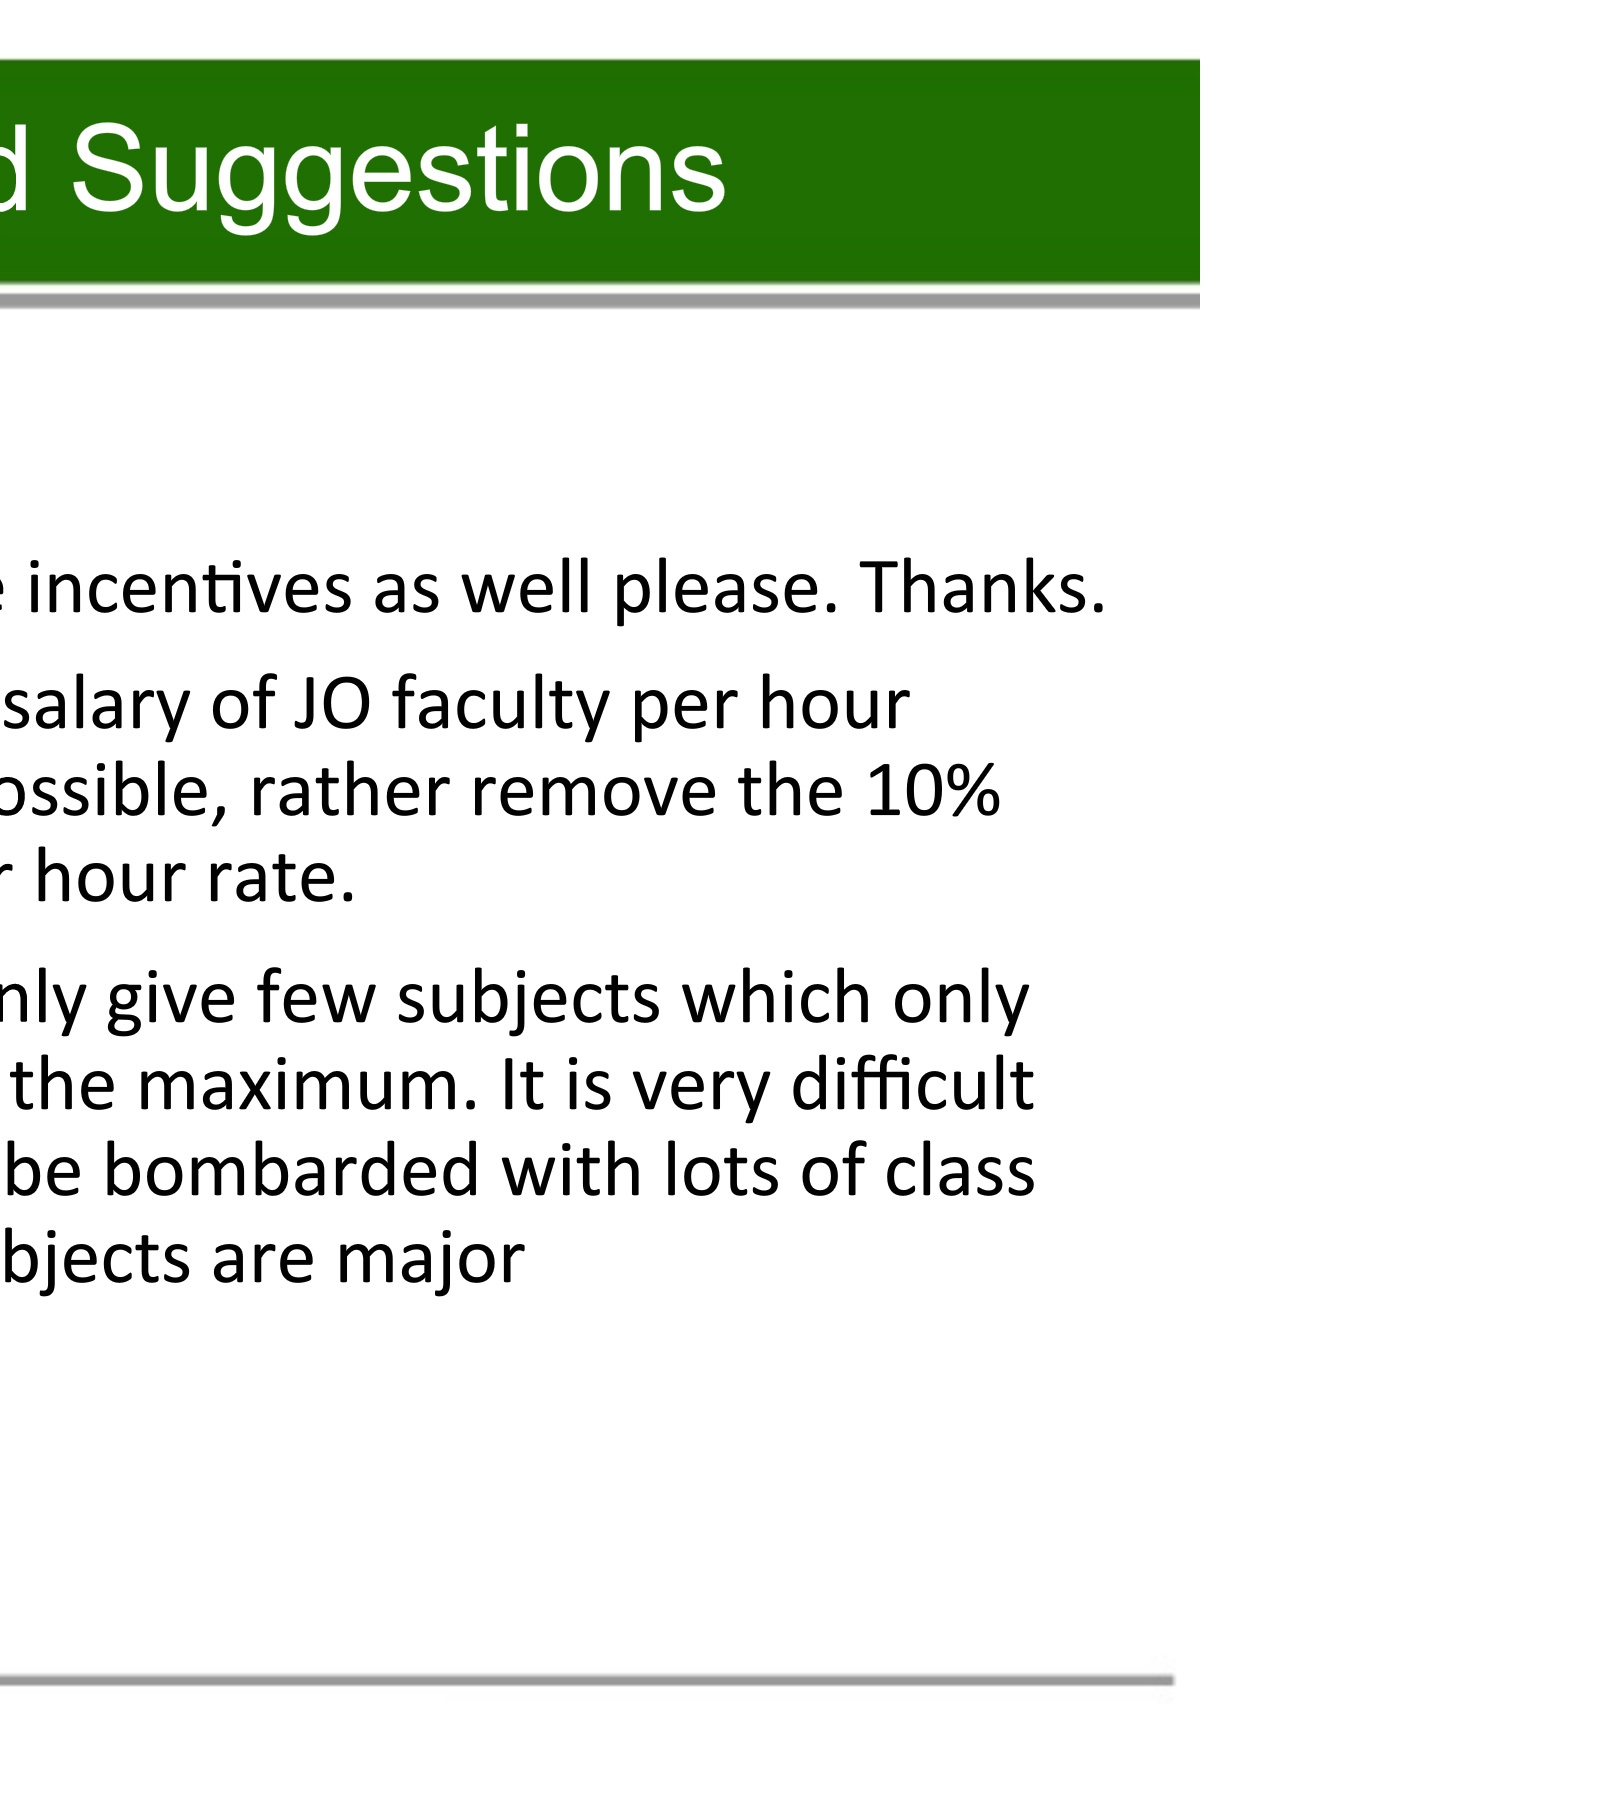 d Suggestions
incentives as well please. Thanks.
salary of JO faculty per hour
ossible, rather remove the 10%
r hour rate.
nly give few subjects which only
the maximum. It is very difficult
be bombarded with lots of class
bjects are major